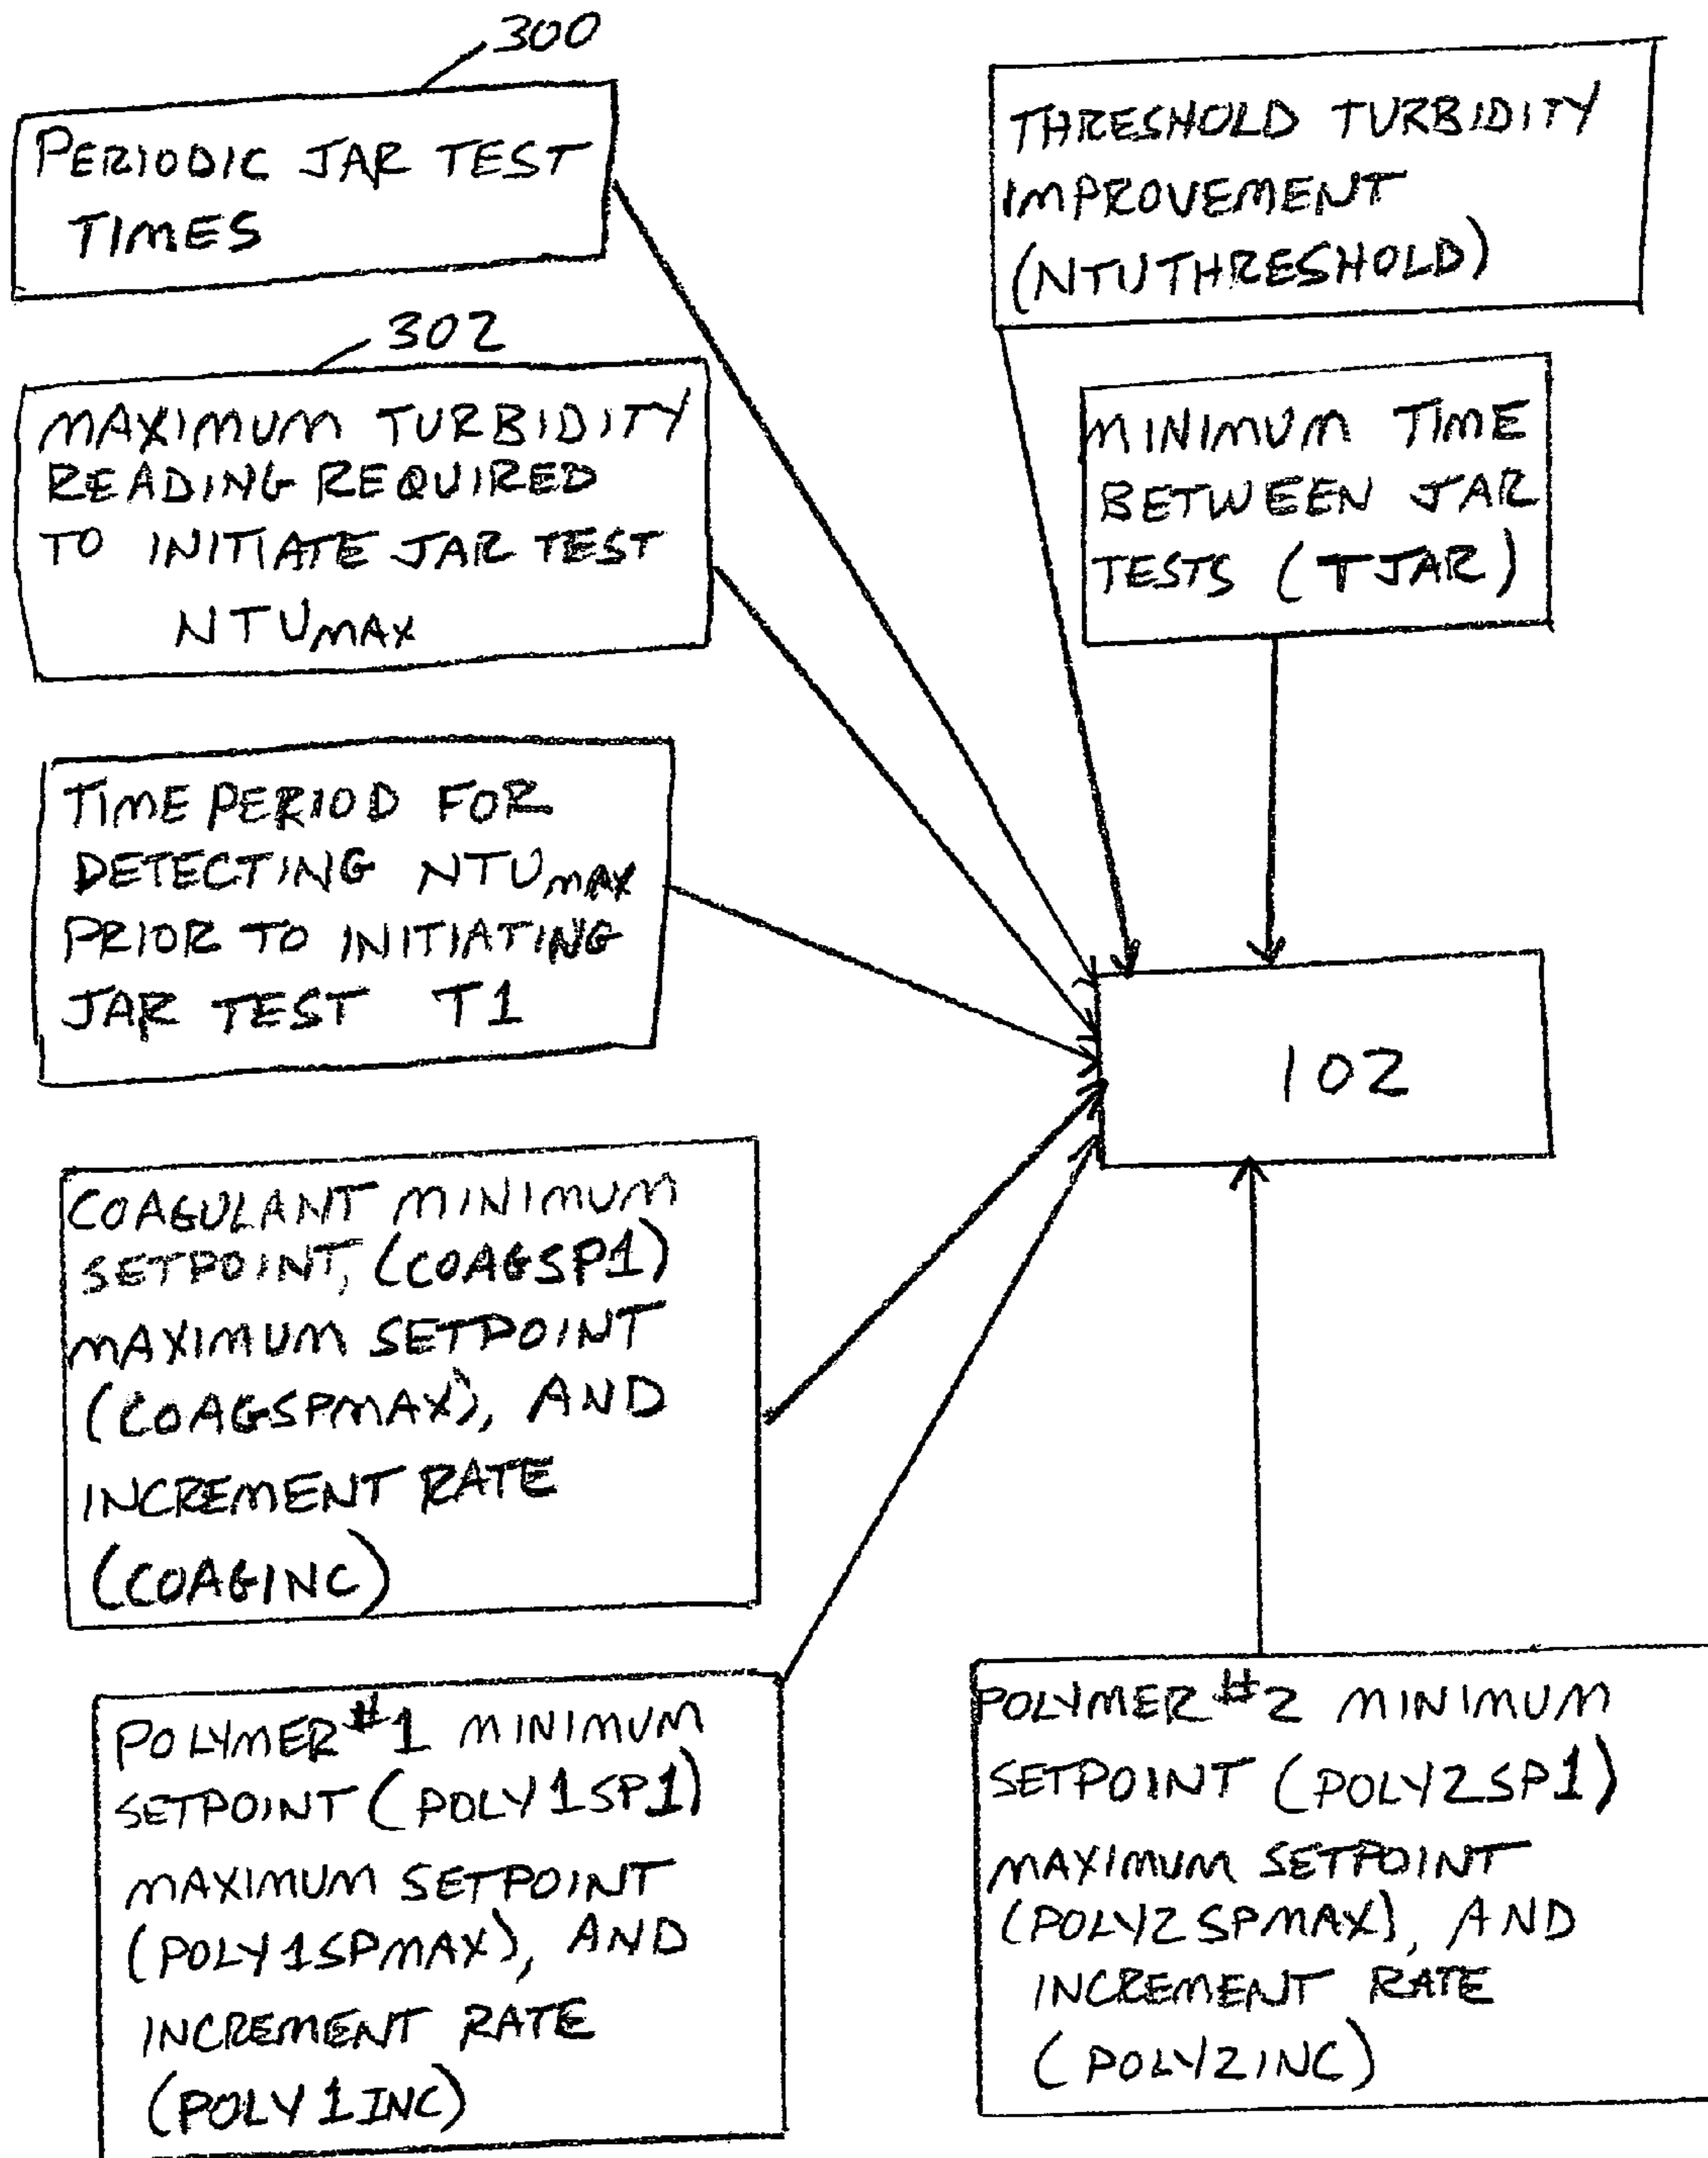 300
PERIODIC JAR TEST
TIMES
302
MAXIMUM TURBIDITY
READING REQUIRED
TO INITIATE JAR TEST
NTUMAX
TIME PERIOD FOR
DETECTING NTUMAX
PRIOR TO INITIATING
JAR TEST T1
COAGULANT MINIMUM
SETPOINT, (COAGSP1)
MAXIMUM SETPOINT
(COAGSPMAX), AND
INCREMENT RATE
(COAGINC)
POLYMER #1 MINIMUM
SETPOINT (POLY1SP1)
MAXIMUM SETPOINT
(POLY1SPMAX), AND
INCREMENT RATE
(POLY1INC)
THRESHOLD TURBIDITY
IMPROVEMENT
(NTUTHRESHOLD)
MINIMUM TIME
BETWEEN JAR
TESTS (TJAR)
102
POLYMER #2 MINIMUM
SETPOINT (POLY2SP1)
MAXIMUM SETPOINT
(POLY2SPMAX), AND
INCREMENT RATE
(POLY2INC)